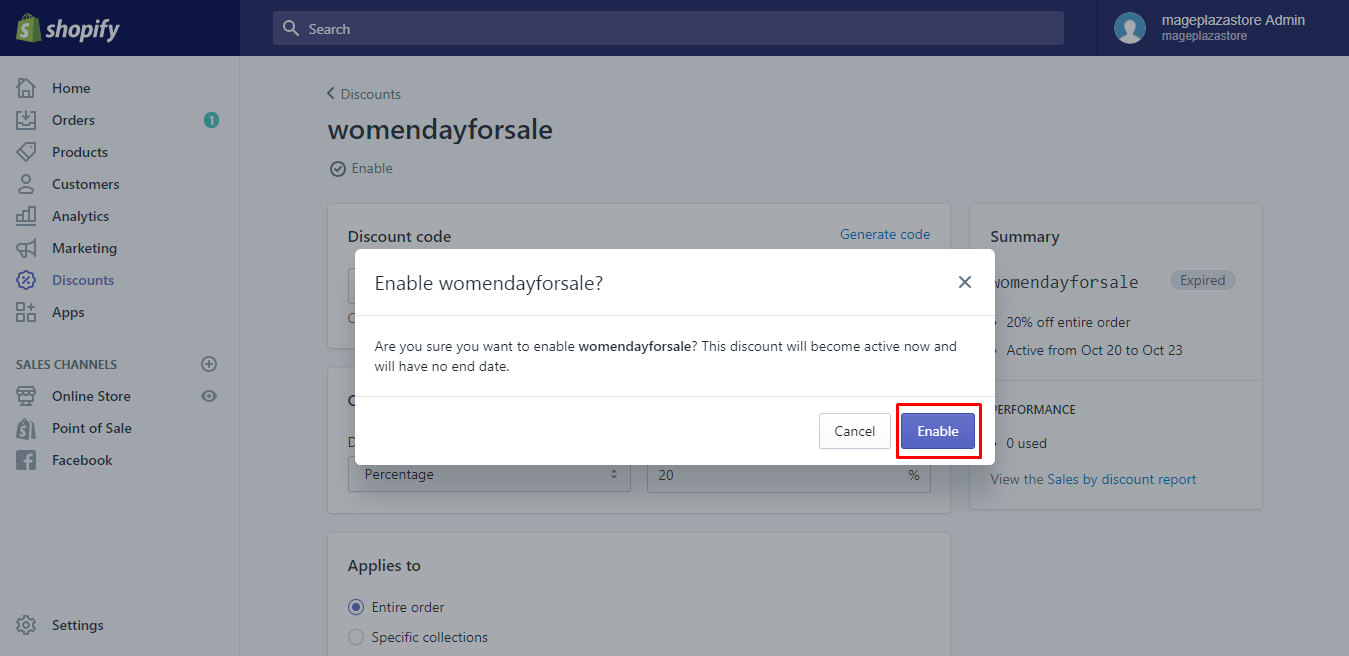 shopify
Search
mageplazastore Admin
mageplazastore
Home
Orders
1
Products
Customers
Analytics
Marketing
Discounts
Apps
SALES CHANNELS
Online Store
Point of Sale
Facebook
Settings
Discounts
womendayforsale
Enable
Discount code
Generate code
Enable womendayforsale?
Are you sure you want to enable womendayforsale? This discount will become active now and
will have no end date.
Cancel
Enable
Percentage
20
%
Applies to
Entire order
Specific collections
Summary
womendayforsale
Expired
20% off entire order
Active from Oct 20 to Oct 23
PERFORMANCE
0 used
View the Sales by discount report